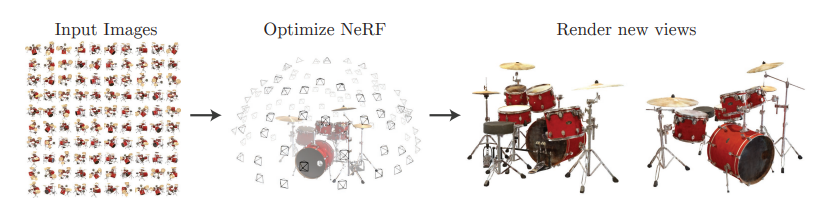 Input Images
Optimize NeRF
Render new views